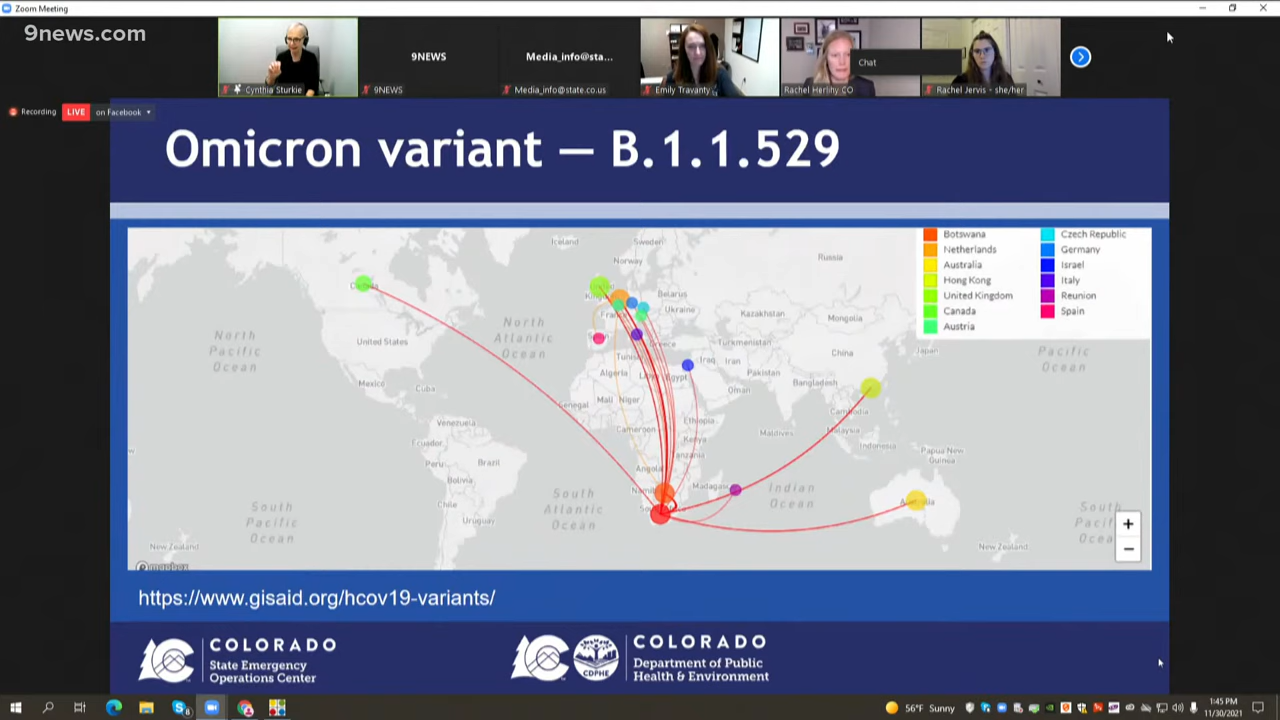 Zoom Meeting
9news.com
9NEWS
Media_info@sta...
Chat
Cynthia Sturkie
9NEWS
Media_info@state.co.us
Emily Travanty
Rachel Herlihy CO
Rachel Jervis - she/her
Recording
LIVE
on Facebook
Omicron variant — B.1.1.529
Botswana
Netherlands
Australia
Hong Kong
United Kingdom
Canada
Austria
Czech Republic
Germany
Israel
Italy
Reunion
Spain
Iceland
Sweden
Norway
Russia
Belarus
Ukraine
Kazakhstan
Mongolia
North
Pacific
Ocean
United States
North
Atlantic
Ocean
Greece
Turkmenistan
China
Japan
Pacific
Ocean
Mexico
Cuba
Algeria
Egypt
Iraq
Iran
Pakistan
Oman
Bangladesh
Senegal
Mali
Niger
Venezuela
Ecuador
Peru
Brazil
Bolivia
Chile
Uruguay
Cameroon
Ethiopia
Kenya
Angola
Maldives
Cambodia
Malaysia
Indonesia
Papua New
Guinea
South
Pacific
Ocean
South
Atlantic
Ocean
Indian
Ocean
New Zealand
New Zealand
+
−
mapbox
https://www.gisaid.org/hcov19-variants/
COLORADO
State Emergency
Operations Center
CDPHE
COLORADO
Department of Public
Health & Environment
56°F Sunny
1:45 PM
11/30/2021